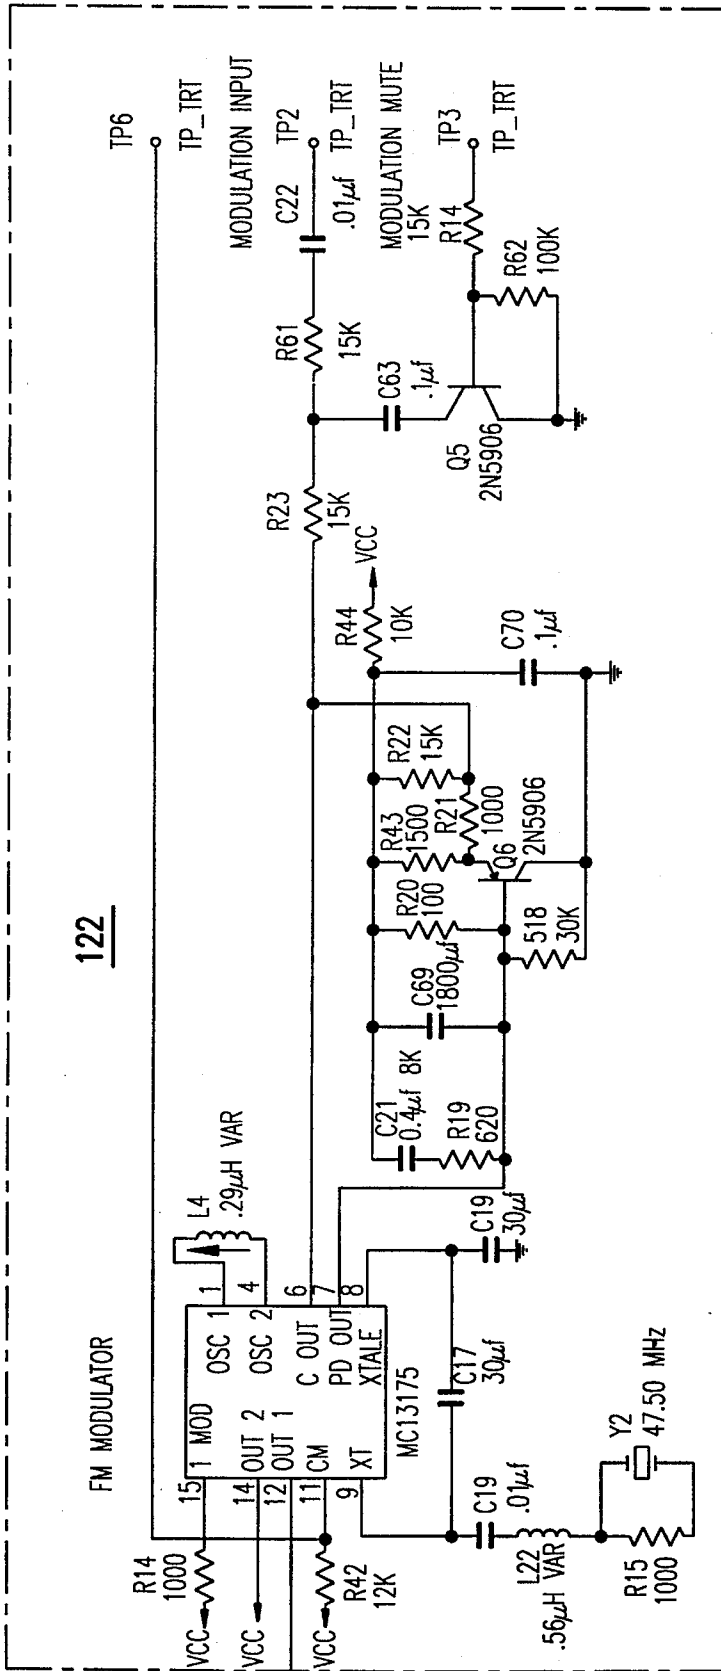 122
FM MODULATOR
TP6
TP_TRT
MODULATION INPUT
C22
.01µf
TP2
TP_TRT
MODULATION MUTE
15K
R14
TP3
TP_TRT
R62
100K
R61
15K
C63
.1µf
Q5
2N5906
R23
15K
R44
10K
VCC
C70
.1µf
R22
15K
R43
1500
R21
1000
Q6
2N5906
R20
100
518
30K
C69
1800µf
8K
C21
0.4µf
R19
620
L4
.29µH VAR
1
4
6
7
8
OSC 1
OSC 2
C OUT
PD OUT
XTALE
1 MOD
OUT 2
OUT 1
CM
XT
15
14
12
11
9
MC13175
R14
1000
VCC
VCC
R42
12K
VCC
C19
30µf
C17
30µf
C19
.01µf
L22
.56µH VAR
Y2
47.50 MHz
R15
1000